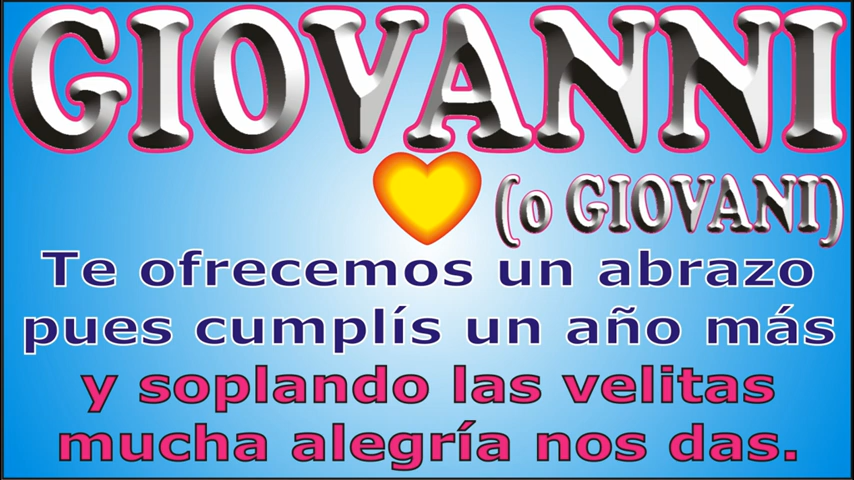 GIOVANNI
(o GIOVANI)
Te ofrecemos un abrazo
pues cumplís un año más
y soplando las velitas
mucha alegría nos das.